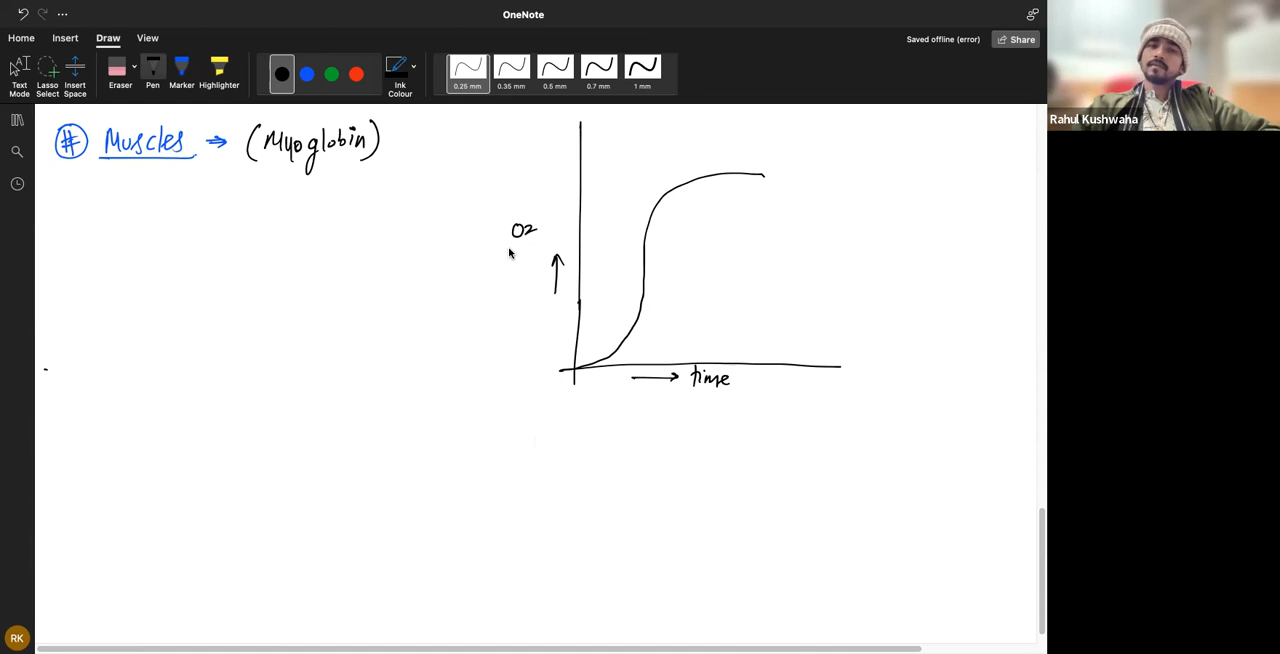 OneNote
Home Insert Draw View
Saved offline (error) Share
Text Mode Lasso Select Insert Space Eraser Pen Marker Highlighter Ink Colour 0.25 mm 0.35 mm 0.5 mm 0.7 mm 1 mm
Rahul Kushwaha
# Muscles → (Myoglobin)
O2
↑
→ time
RK